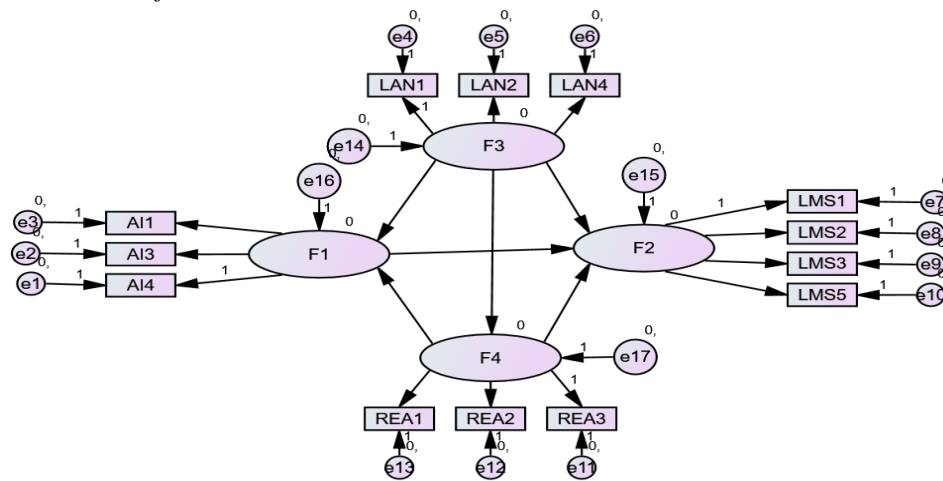 0, 0, 0,
e4 e5 e6
1 1 1
LAN1 LAN2 LAN4
1
0
0,
e14 1 F3
0,
e16
1
0,
e15
1
0,
e3 1 AI1
0,
e2 1 AI3
0,
e1 1 AI4
1
0
F1
0
F2
1
LMS1 1 e7
LMS2 1 e8
LMS3 1 e9
LMS5 1 e10
0
F4
0,
1 e17
1
REA1 REA2 REA3
1 1 1
0, 0, 0,
e13 e12 e11